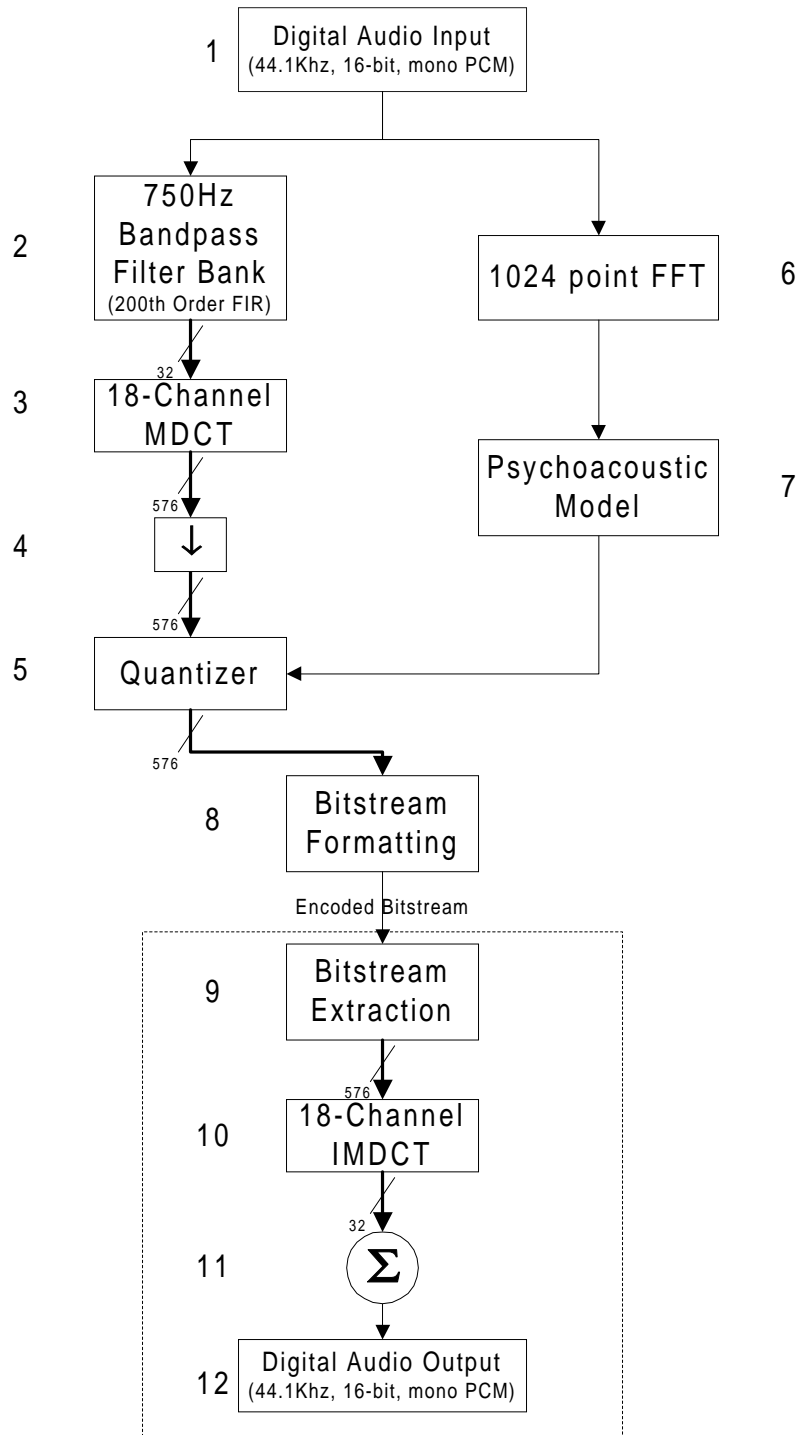 1
Digital Audio Input
(44.1Khz, 16-bit, mono PCM)
2
750Hz
Bandpass
Filter Bank
(200th Order FIR)
32
3
18-Channel
MDCT
576
4
↓
576
5
Quantizer
576
6
1024 point FFT
7
Psychoacoustic
Model
8
Bitstream
Formatting
Encoded Bitstream
9
Bitstream
Extraction
576
10
18-Channel
IMDCT
32
11
Σ
12
Digital Audio Output
(44.1Khz, 16-bit, mono PCM)